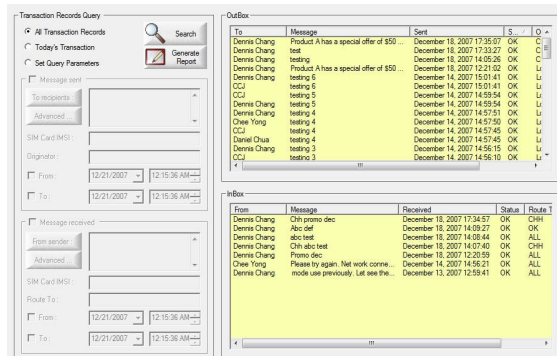 Transaction Records Query
All Transaction Records
Today's Transaction
Set Query Parameters
Search
Generate Report
Message sent
To recipients
Advanced ...
SIM Card IMSI :
Originator :
From : 12/21/2007 12:15:36 AM
To : 12/21/2007 12:15:36 AM
Message received
From sender :
Advanced ...
SIM Card IMSI :
Route To :
From : 12/21/2007 12:15:36 AM
To : 12/21/2007 12:15:36 AM
OutBox
To Message Sent S... O
Dennis Chang Product A has a special offer of $50 ... December 18, 2007 17:35:07 OK C
Dennis Chang test December 18, 2007 17:33:27 OK C
Dennis Chang testing December 18, 2007 14:05:26 OK C
Dennis Chang Product A has a special offer of $50 ... December 18, 2007 12:21:02 OK Lo
Dennis Chang testing 6 December 14, 2007 15:01:41 OK Lo
CCJ testing 6 December 14, 2007 15:01:41 OK Lo
CCJ testing 5 December 14, 2007 14:59:54 OK Lo
Dennis Chang testing 5 December 14, 2007 14:59:54 OK Lo
Dennis Chang testing 4 December 14, 2007 14:57:51 OK Lo
Chee Yong testing 4 December 14, 2007 14:57:50 OK Lo
CCJ testing 4 December 14, 2007 14:57:45 OK Lo
Daniel Chua testing 4 December 14, 2007 14:57:45 OK Lo
Dennis Chang testing 3 December 14, 2007 14:56:15 OK Lo
CCJ testing 3 December 14, 2007 14:56:10 OK Lo
InBox
From Message Received Status Route T
Dennis Chang Chh promo dec December 18, 2007 17:34:57 OK CHH
Dennis Chang Abc def December 18, 2007 14:09:27 OK OK
Dennis Chang abc test December 18, 2007 14:08:44 OK ALL
Dennis Chang Chh abc test December 18, 2007 14:07:40 OK CHH
Dennis Chang Promo dec December 18, 2007 12:20:59 OK ALL
Chee Yong Please try again. Net work conne... December 14, 2007 14:56:21 OK ALL
Dennis Chang mode use previously. Let see the... December 13, 2007 12:59:41 OK ALL